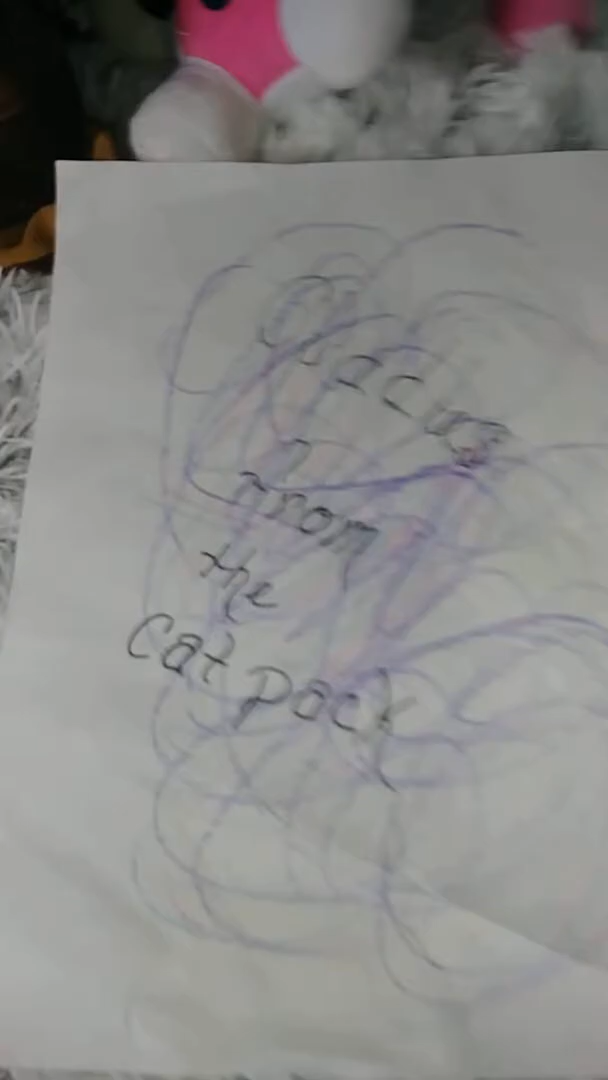 from
the
cat pack